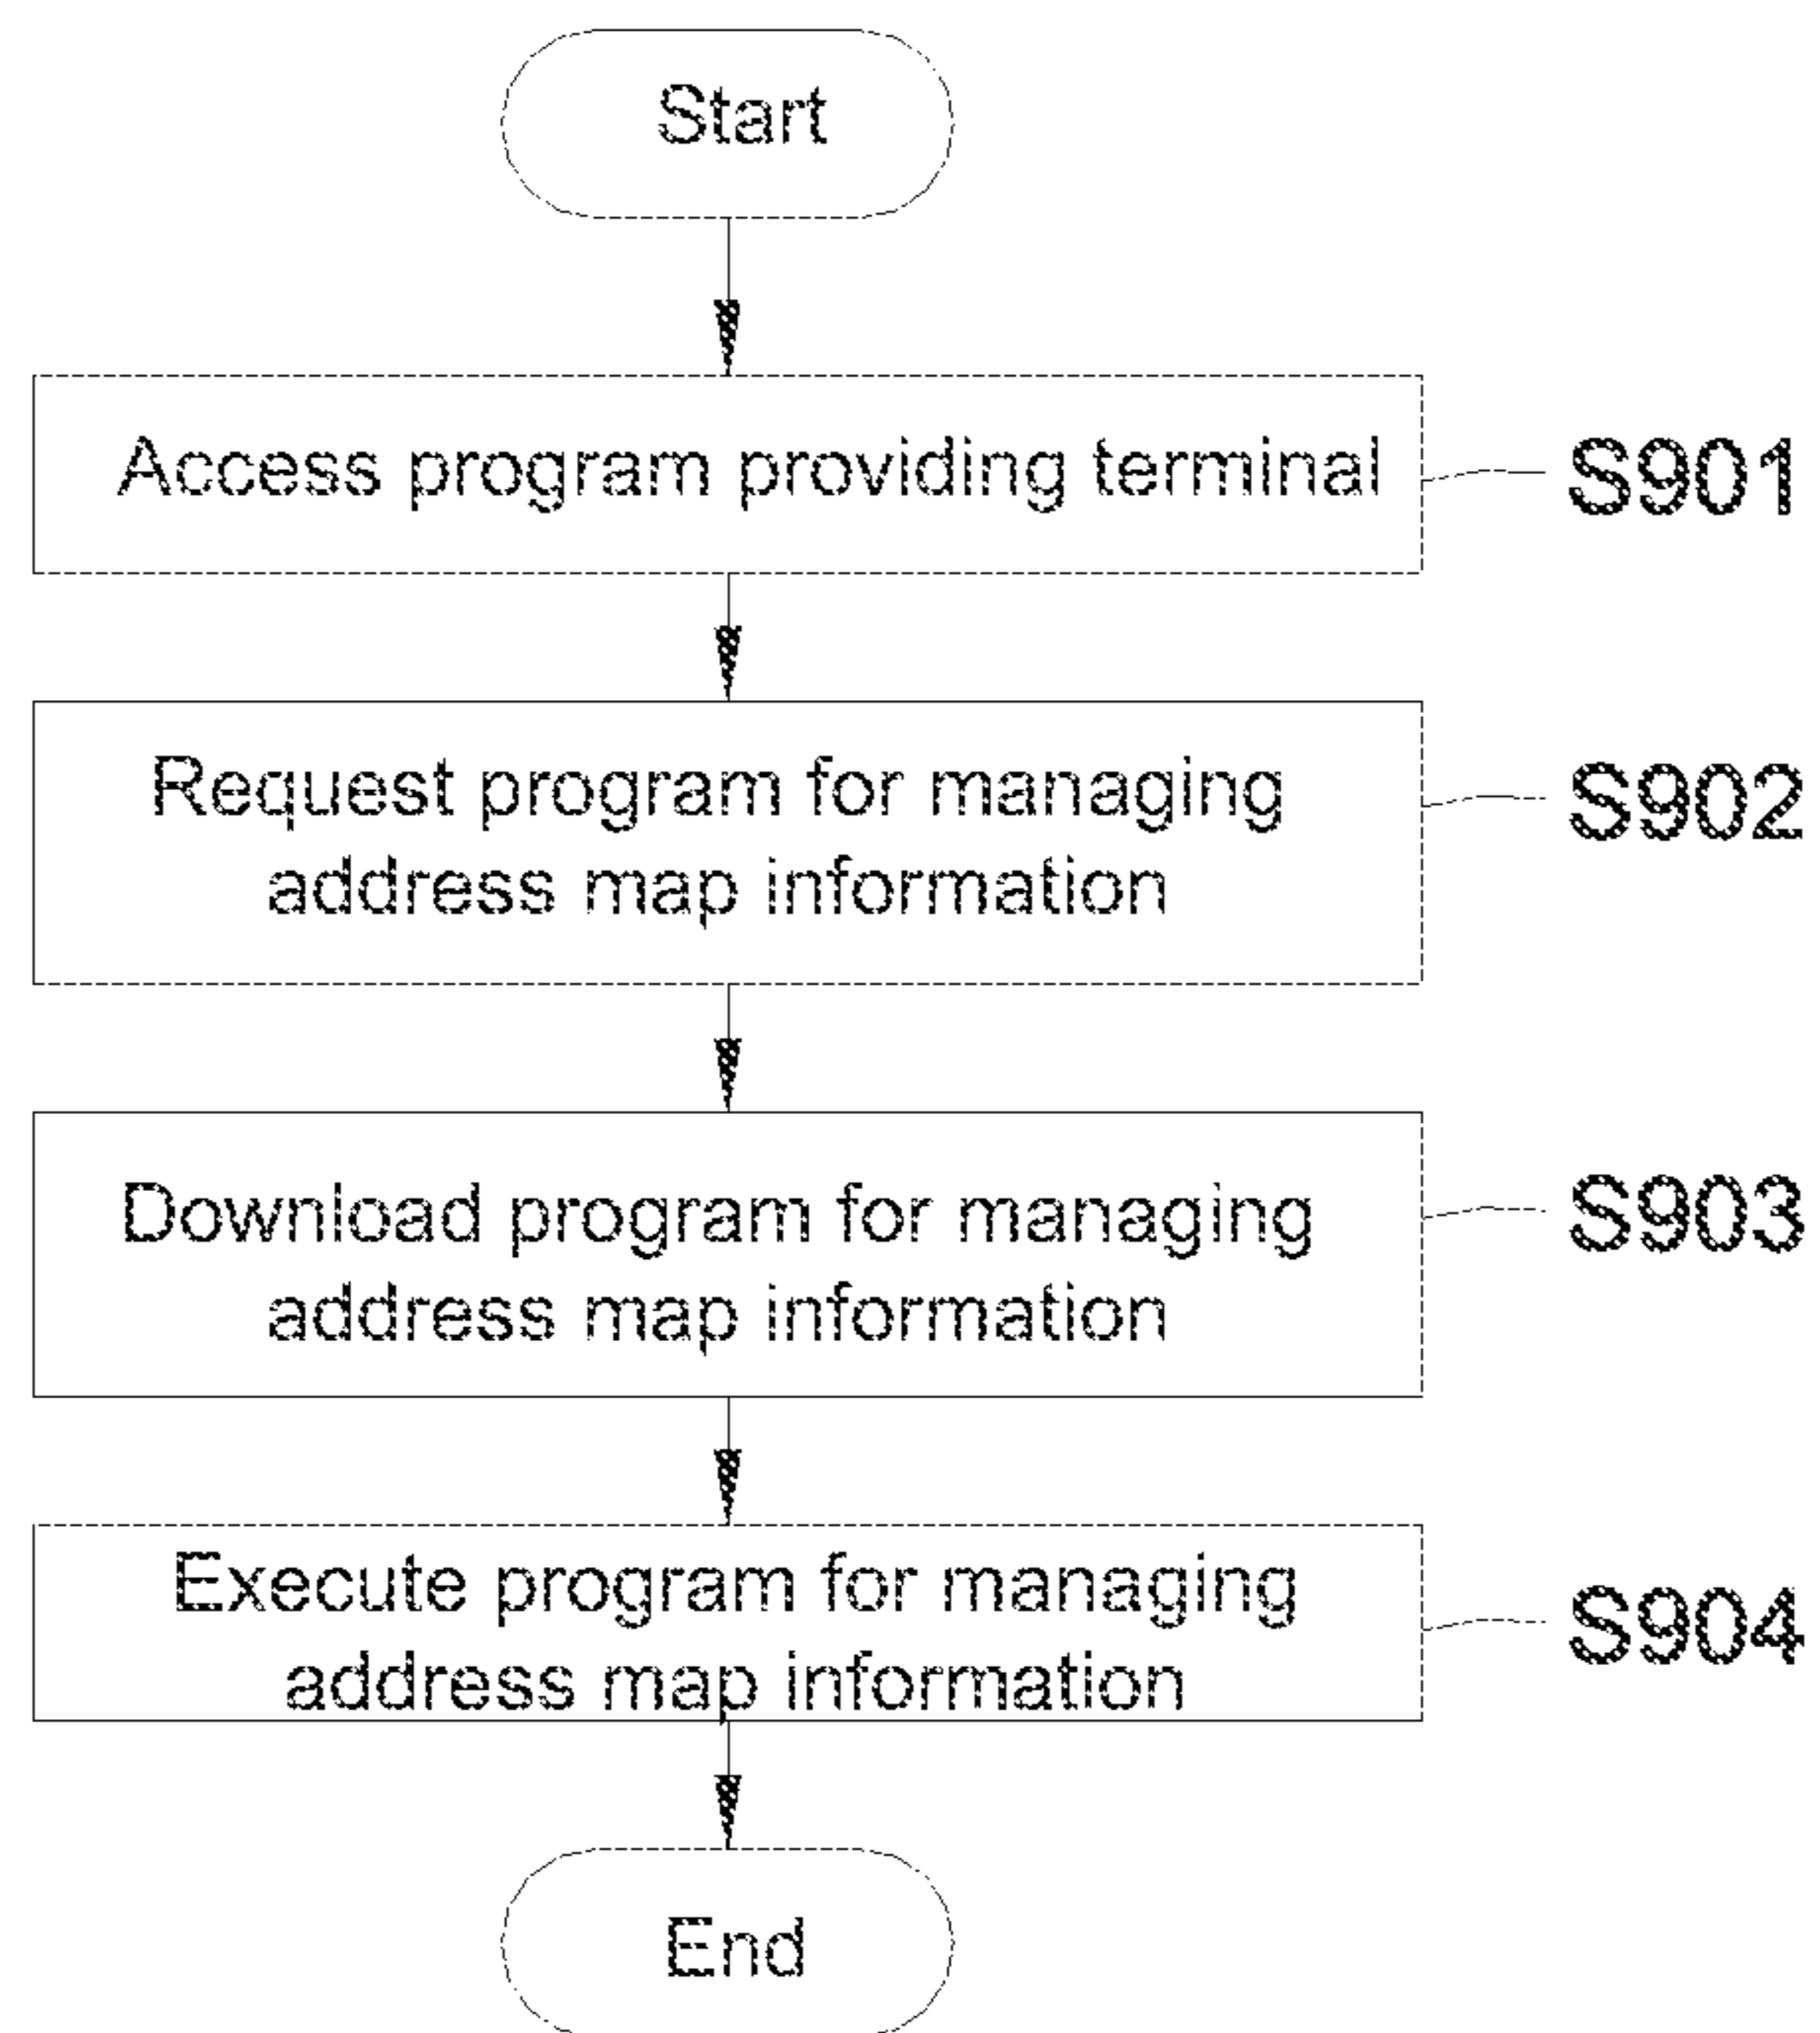 Start
Access program providing terminal
S901
Request program for managing
address map information
S902
Download program for managing
address map information
S903
Execute program for managing
address map information
S904
End